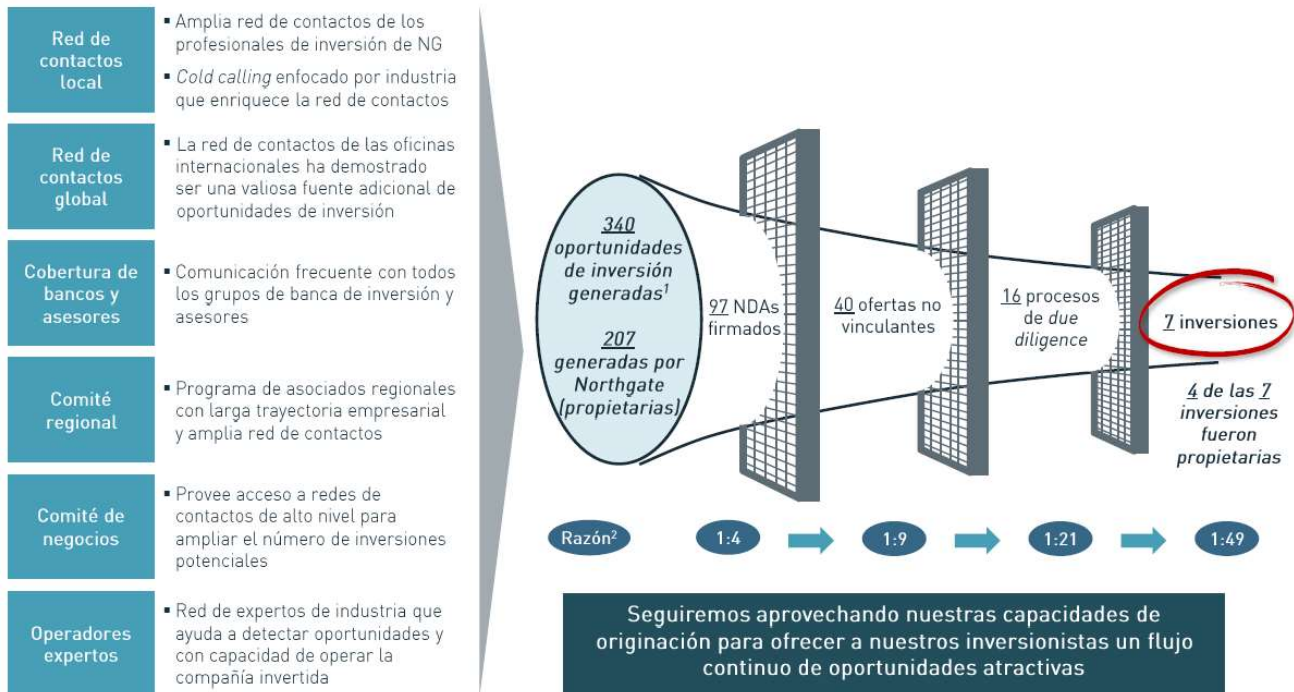 Red de
contactos
local
▪ Amplia red de contactos de los
profesionales de inversión de NG
▪ Cold calling enfocado por industria
que enriquece la red de contactos
Red de
contactos
global
▪ La red de contactos de las oficinas
internacionales ha demostrado
ser una valiosa fuente adicional de
oportunidades de inversión
Cobertura de
bancos y
asesores
▪ Comunicación frecuente con todos
los grupos de banca de inversión y
asesores
Comité
regional
▪ Programa de asociados regionales
con larga trayectoria empresarial
y amplia red de contactos
Comité de
negocios
▪ Provee acceso a redes de
contactos de alto nivel para
ampliar el número de inversiones
potenciales
Operadores
expertos
▪ Red de expertos de industria que
ayuda a detectar oportunidades y
con capacidad de operar la
compañía invertida
340
oportunidades
de inversión
generadas¹
207
generadas por
Northgate
(propietarias)
97 NDAs
firmados
40 ofertas no
vinculantes
16 procesos
de due
diligence
7 inversiones
4 de las 7
inversiones
fueron
propietarias
Razón²
1:4
1:9
1:21
1:49
Seguiremos aprovechando nuestras capacidades de
originación para ofrecer a nuestros inversionistas un flujo
continuo de oportunidades atractivas